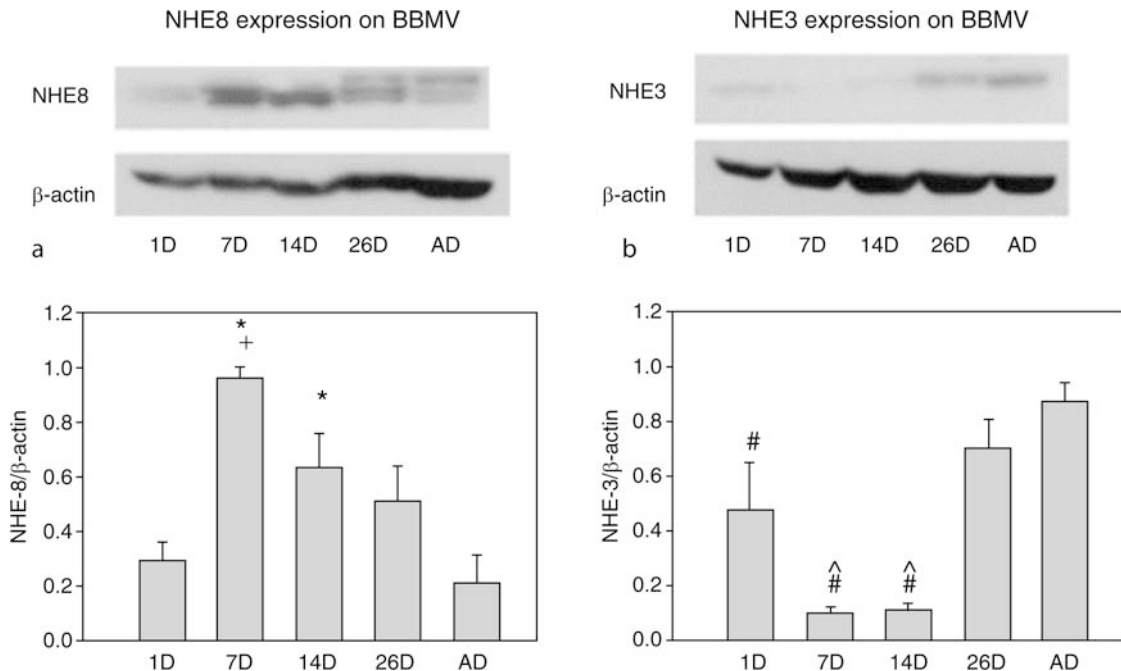 NHE8 expression on BBMV
NHE8
β-actin
a
1D 7D 14D 26D AD
NHE-8/β-actin
1.2
1.0
0.8
0.6
0.4
0.2
0.0
*
+
*
1D 7D 14D 26D AD
NHE3 expression on BBMV
NHE3
β-actin
b
1D 7D 14D 26D AD
NHE-3/β-actin
1.2
1.0
0.8
0.6
0.4
0.2
0.0
#
^ ^
# #
1D 7D 14D 26D AD